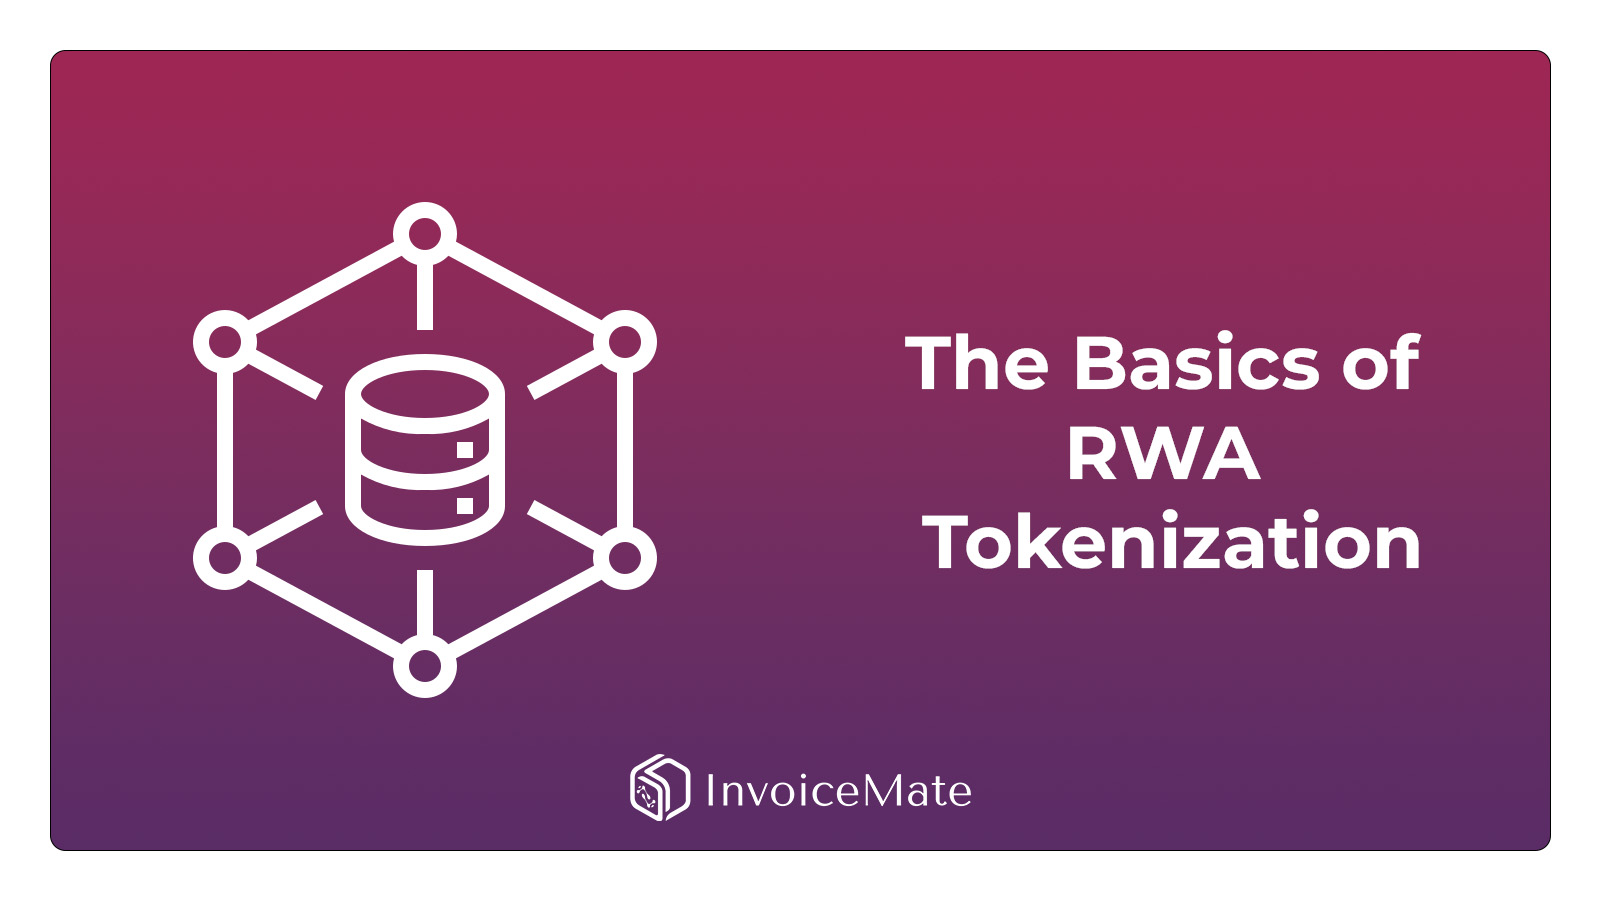 The Basics of
RWA
Tokenization
InvoiceMate